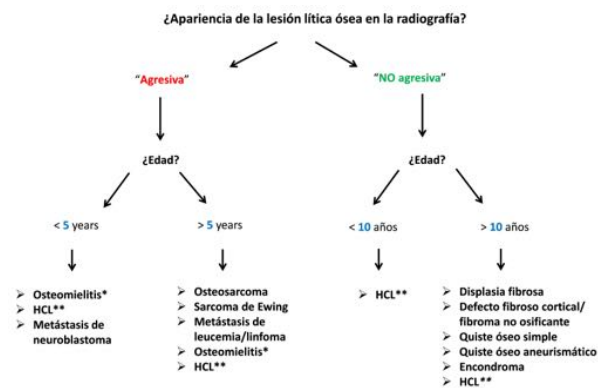 ¿Apariencia de la lesión lítica ósea en la radiografía?
“Agresiva”
“NO agresiva”
¿Edad?
¿Edad?
< 5 years
> 5 years
< 10 años
> 10 años
➢ Osteomielitis*
➢ HCL**
➢ Metástasis de
neuroblastoma
➢ Osteosarcoma
➢ Sarcoma de Ewing
➢ Metástasis de
leucemia/linfoma
➢ Osteomielitis*
➢ HCL**
➢ HCL**
➢ Displasia fibrosa
➢ Defecto fibroso cortical/
fibroma no osificante
➢ Quiste óseo simple
➢ Quiste óseo aneurismático
➢ Encondroma
➢ HCL**